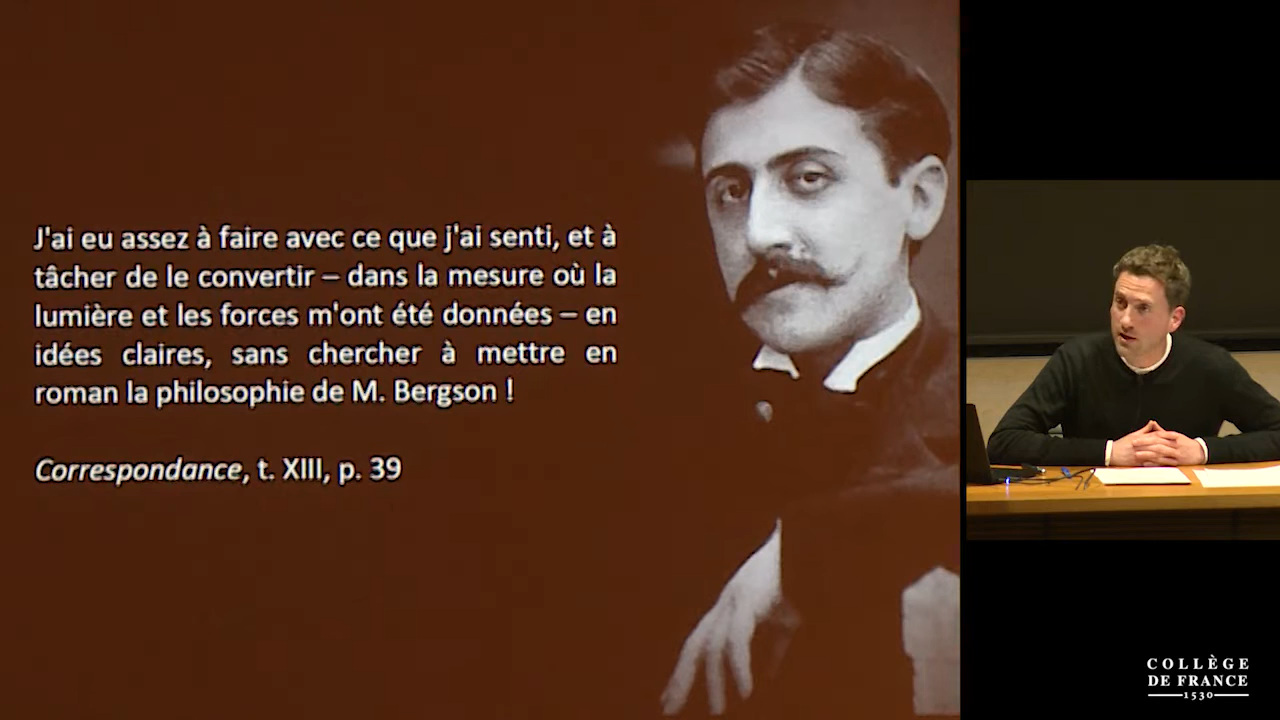 J'ai eu assez à faire avec ce que j'ai senti, et à
tâcher de le convertir – dans la mesure où la
lumière et les forces m'ont été données – en
idées claires, sans chercher à mettre en
roman la philosophie de M. Bergson !
Correspondance, t. XIII, p. 39
COLLÈGE
DE FRANCE
1530